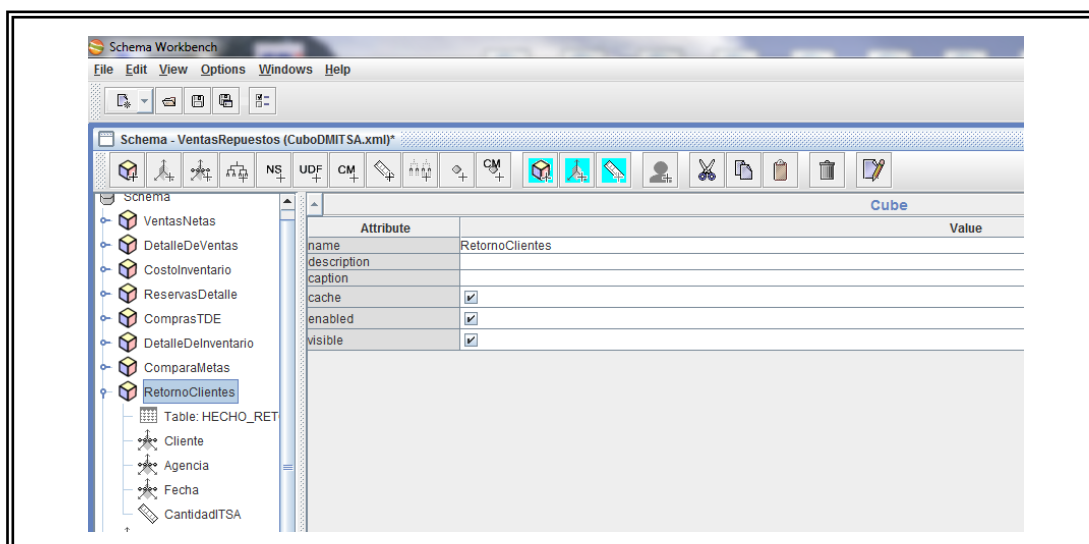 Schema Workbench
File Edit View Options Windows Help
Schema - VentasRepuestos (CuboDMITSA.xml)*
NS UDF CM CM
Schema
VentasNetas
DetalleDeVentas
CostoInventario
ReservasDetalle
ComprasTDE
DetalleDeInventario
ComparaMetas
RetornoClientes
Table: HECHO_RET
Cliente
Agencia
Fecha
CantidadITSA
Cube
Attribute Value
name RetornoClientes
description
caption
cache
enabled
visible